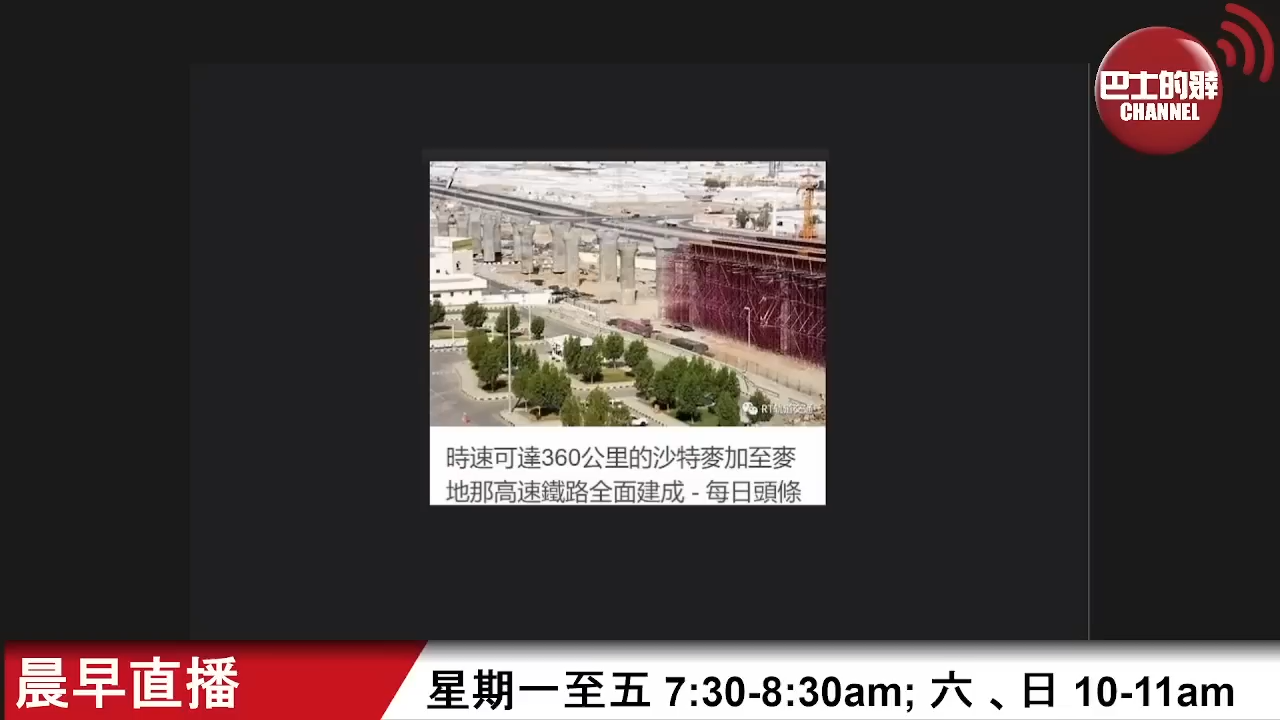 巴士的報
CHANNEL
時速可達360公里的沙特麥加至麥
地那高速鐵路全面建成 - 每日頭條
晨早直播
星期一至五 7:30-8:30am; 六、日 10-11am